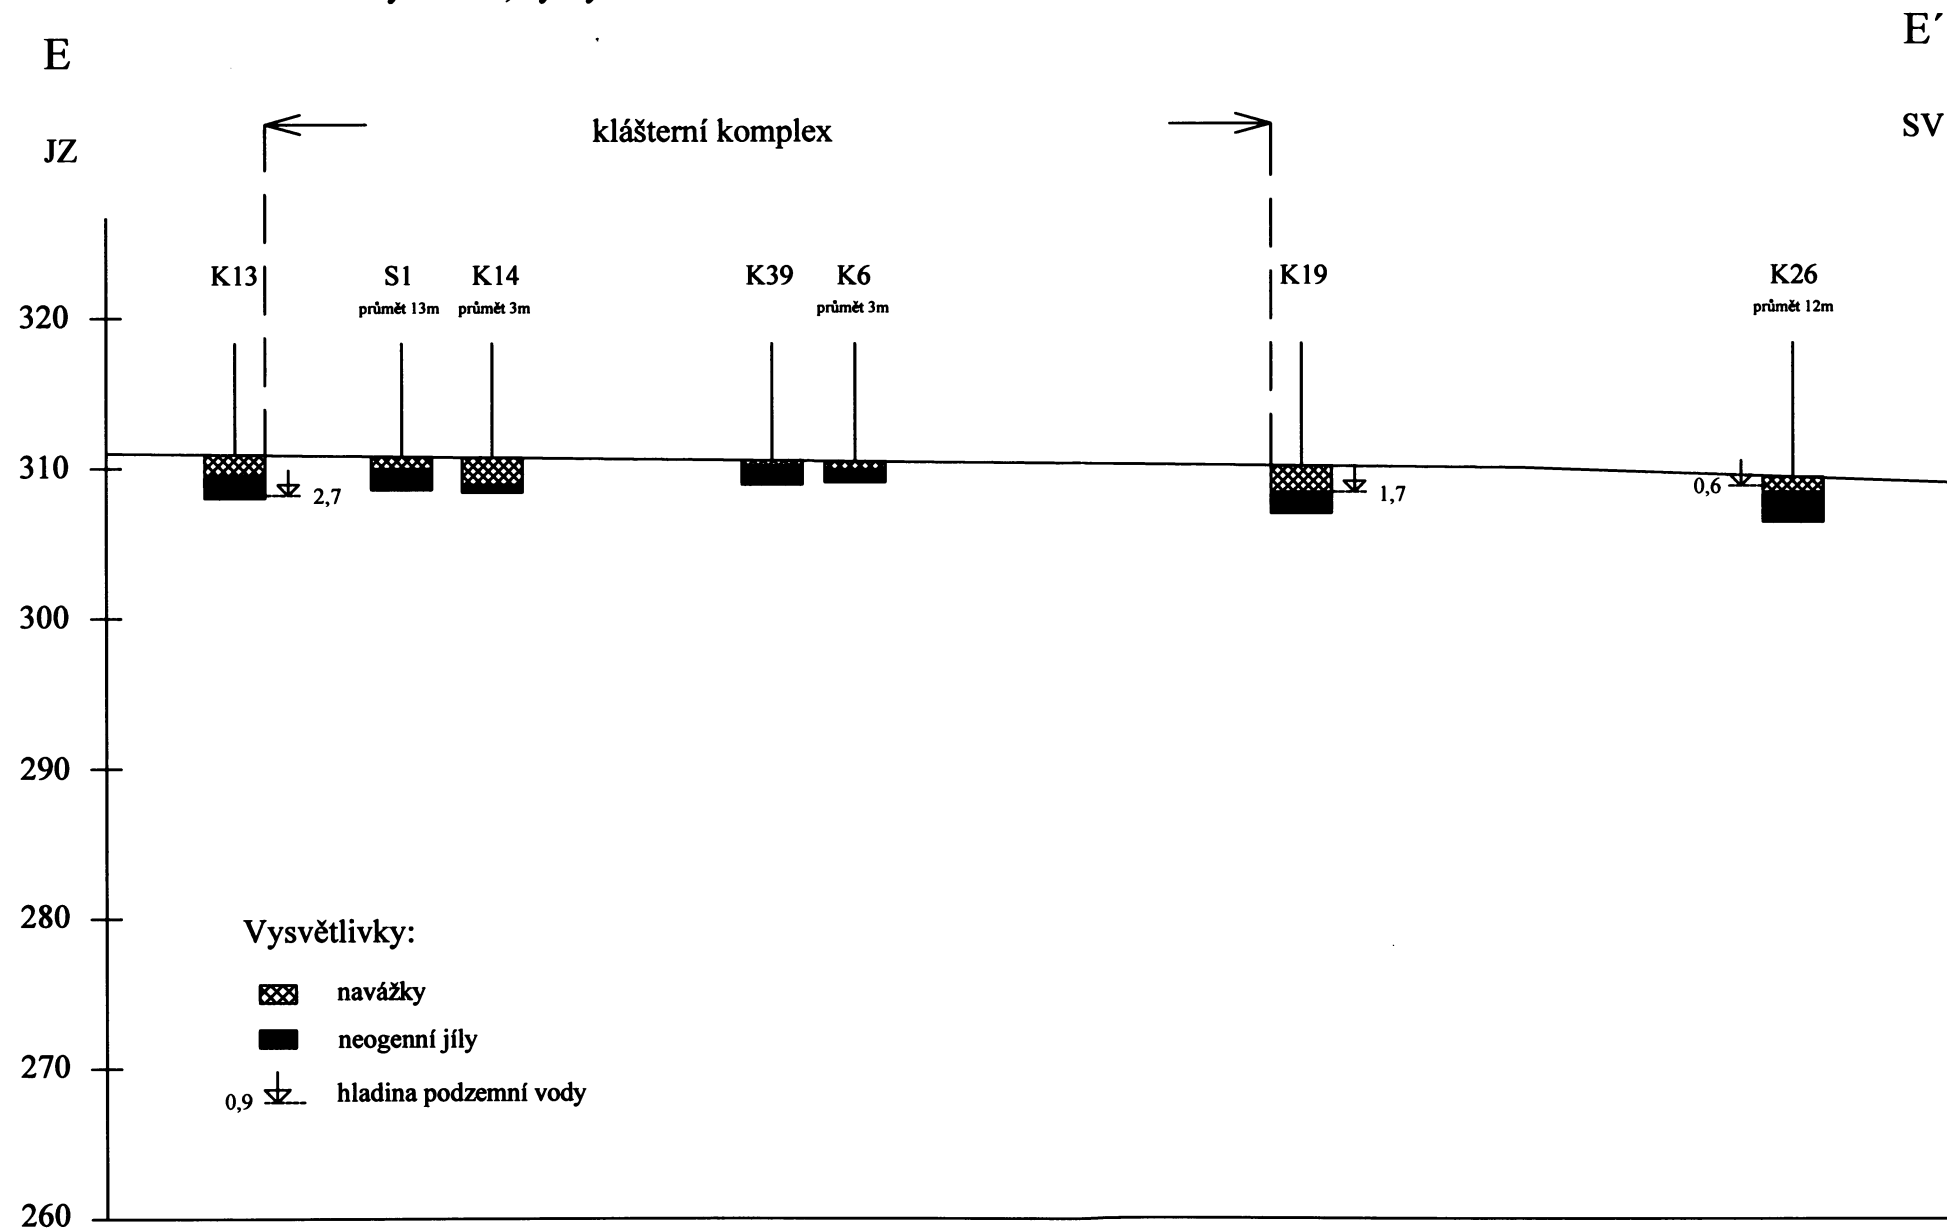 E
E´
JZ
klášterní komplex
SV
K13
S1
K14
K39
K6
K19
K26
průmět 13m
průmět 3m
průmět 3m
průmět 12m
320
310
2,7
1,7
0,6
300
290
280
Vysvětlivky:
navážky
neogenní jíly
270
0,9
hladina podzemní vody
260